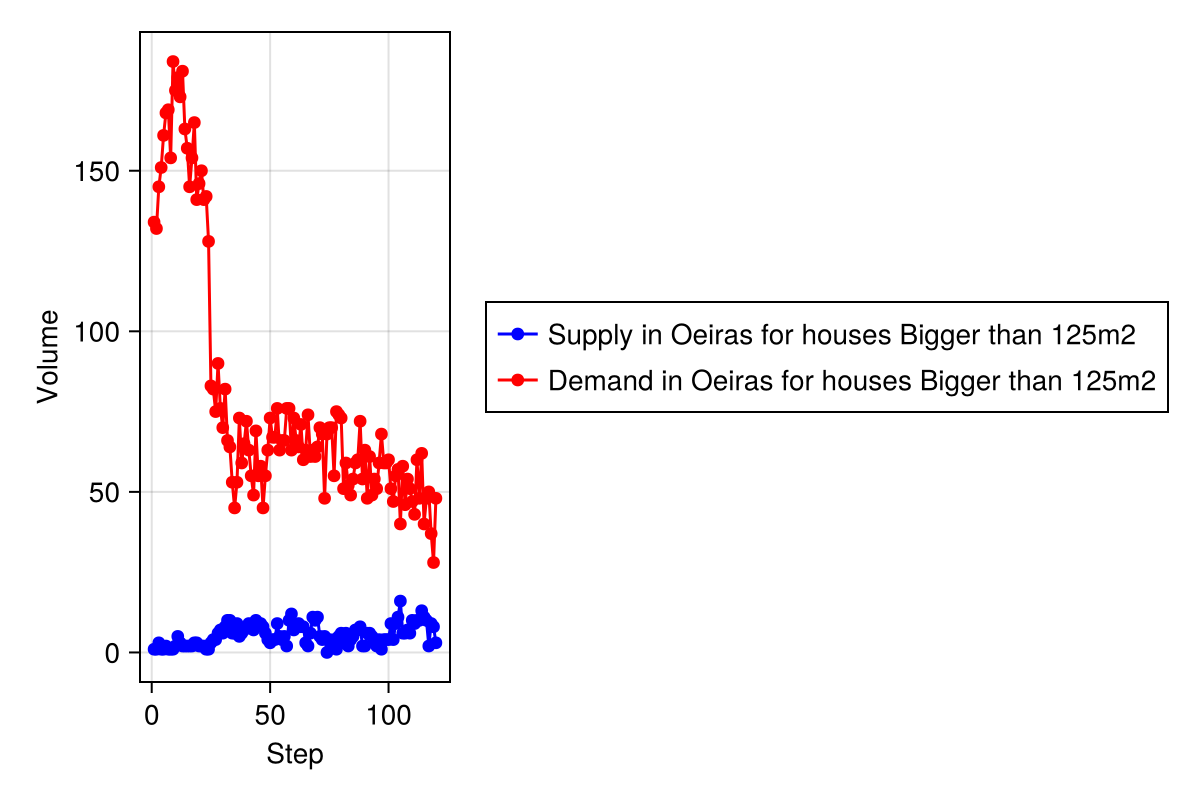 150
100
50
0
Volume
0 50 100
Step
Supply in Oeiras for houses Bigger than 125m2
Demand in Oeiras for houses Bigger than 125m2